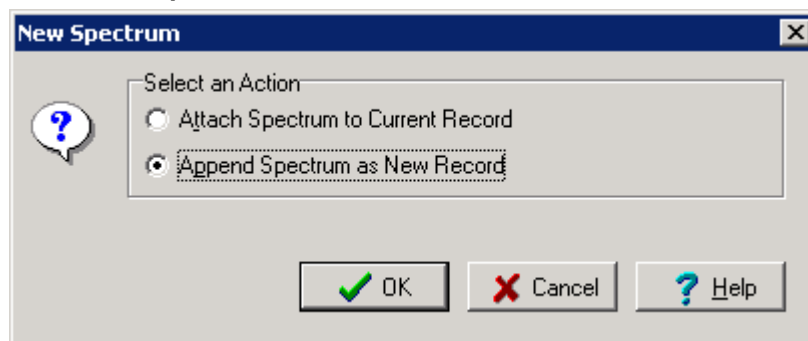 New Spectrum
Select an Action
? Attach Spectrum to Current Record
Append Spectrum as New Record
OK Cancel ? Help